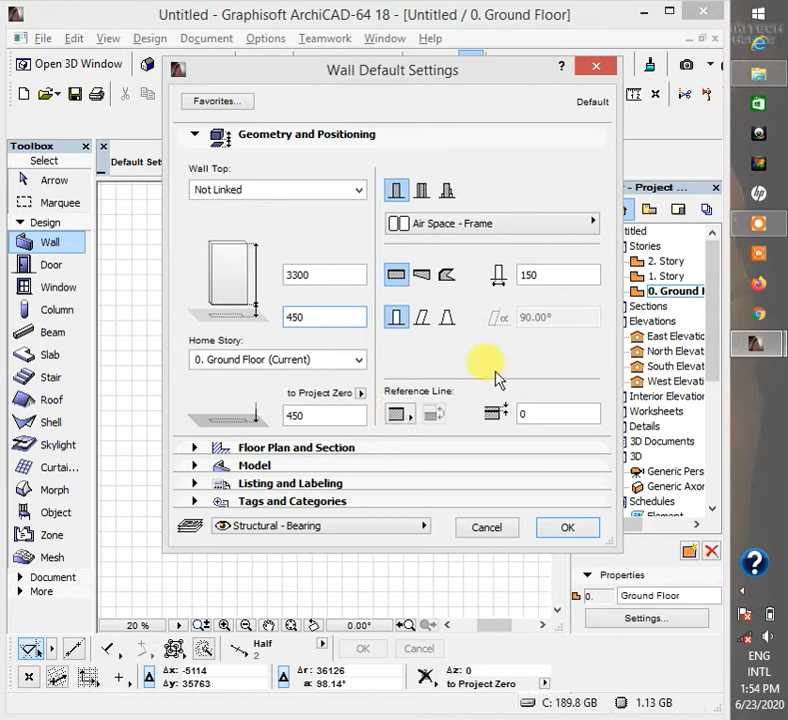 Untitled - Graphisoft ArchiCAD-64 18 - [Untitled / 0. Ground Floor]
File Edit View Design Document Options Teamwork Window Help
Open 3D Window
Wall Default Settings
?
Favorites...
Default
Geometry and Positioning
Toolbox
Select
Arrow
Marquee
Design
Wall
Door
Window
Column
Beam
Slab
Stair
Roof
Shell
Skylight
Curtai...
Morph
Object
Zone
Mesh
Document
More
Default Set
Wall Top:
Not Linked
Air Space - Frame
3300
150
450
90.00°
Home Story:
0. Ground Floor (Current)
to Project Zero
450
Reference Line:
0
Floor Plan and Section
Model
Listing and Labeling
Tags and Categories
Structural - Bearing
Cancel
OK
- Project ...
titled
Stories
2. Story
1. Story
0. Ground F
Sections
Elevations
East Elevatio
North Elevat
South Elevat
West Elevati
Interior Elevatio
Worksheets
3D Documents
3D
Generic Pers
Generic Axon
Schedules
Element
Properties
0.
Ground Floor
Settings...
20 %
0.00°
Half
2
OK
Cancel
Δx: -5114
Δy: 35763
Δr: 36126
a: 98.14°
Δz: 0
to Project Zero
C: 189.8 GB
1.13 GB
ENG
INTL
1:54 PM
6/23/2020